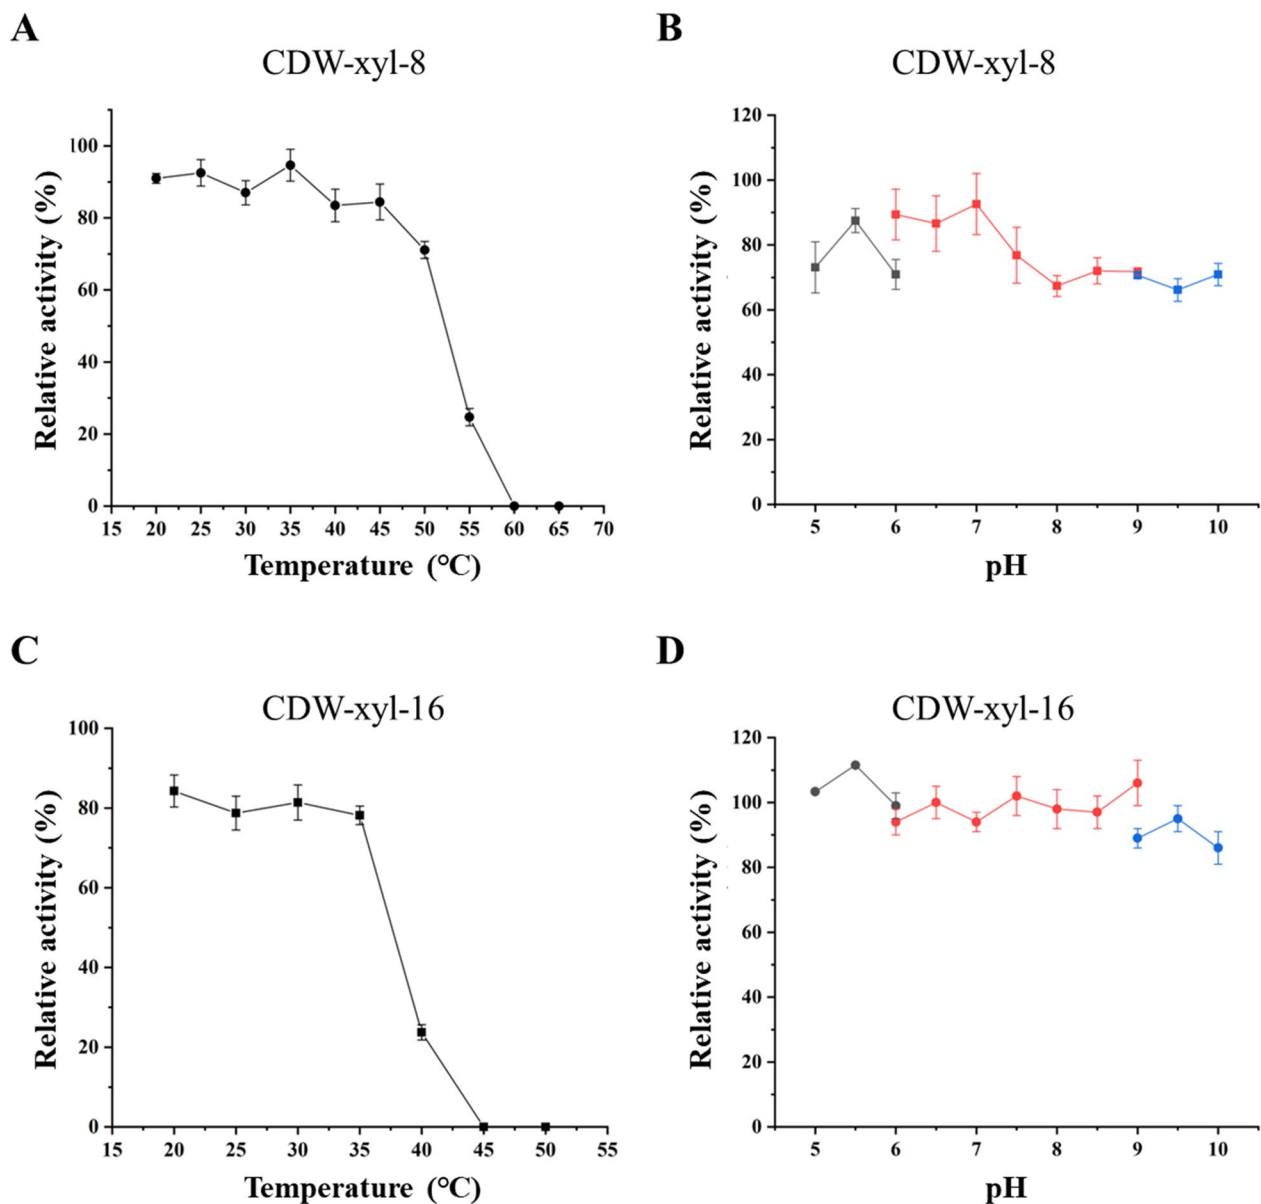 A
CDW-xyl-8
100
80
60
40
20
0
Relative activity (%)
15 20 25 30 35 40 45 50 55 60 65 70
Temperature (°C)
B
CDW-xyl-8
120
100
80
60
40
20
0
Relative activity (%)
5 6 7 8 9 10
pH
C
CDW-xyl-16
100
80
60
40
20
0
Relative activity (%)
15 20 25 30 35 40 45 50 55
Temperature (°C)
D
CDW-xyl-16
120
100
80
60
40
20
0
Relative activity (%)
5 6 7 8 9 10
pH